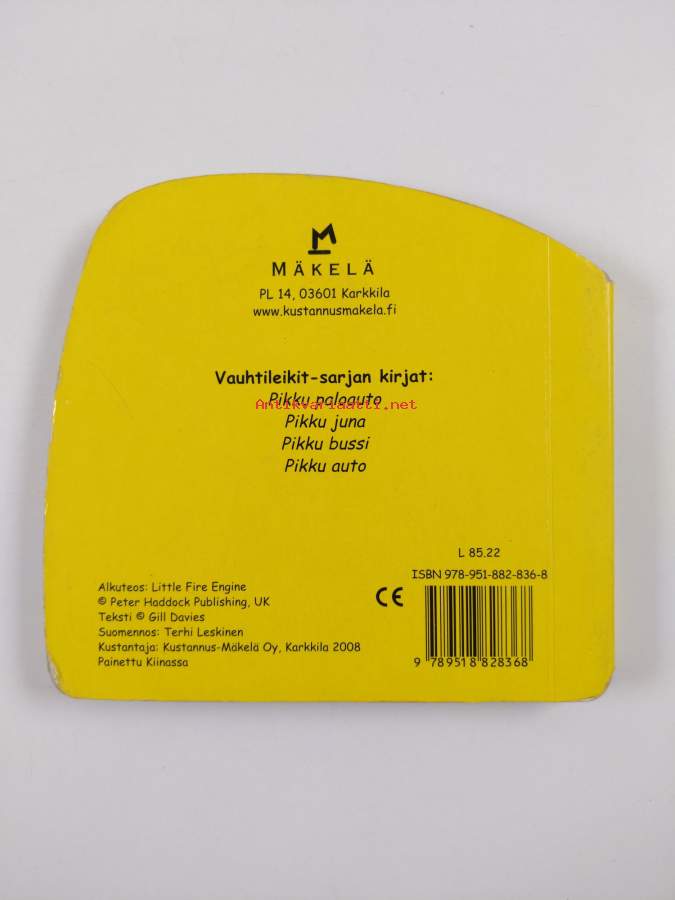 MÄKELÄ
PL 14, 03601 Karkkila
www.kustannusmakela.fi
Vauhtileikit-sarjan kirjat:
Pikku paloauto
Antikvariaatti.net
Pikku juna
Pikku bussi
Pikku auto
L 85.22
ISBN 978-951-882-836-8
Alkuteos: Little Fire Engine
© Peter Haddock Publishing, UK
Teksti © Gill Davies
Suomennos: Terhi Leskinen
Kustantaja: Kustannus-Mäkelä Oy, Karkkila 2008
Painettu Kiinassa
CE
9 789518 828368